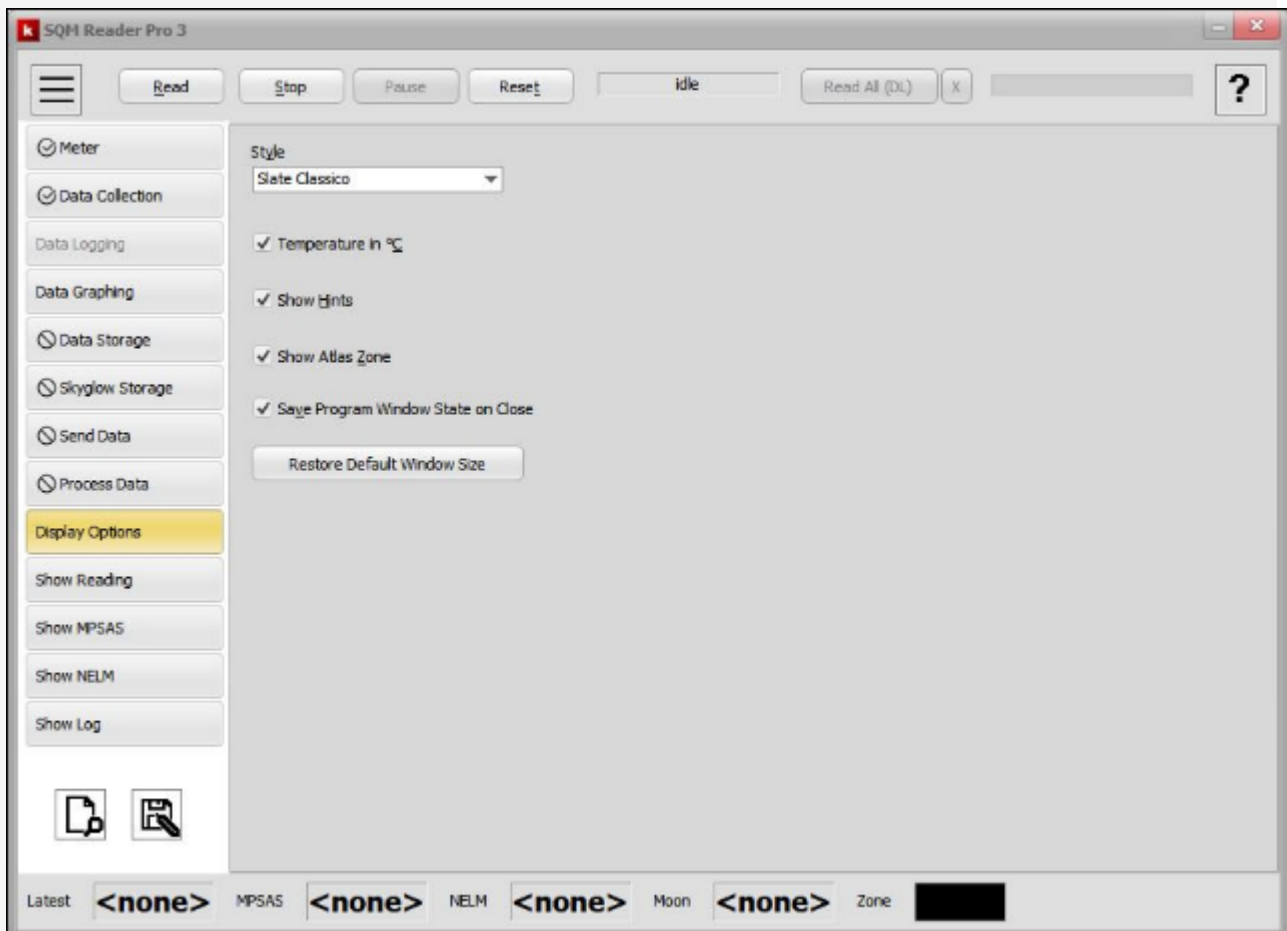 k SQM Reader Pro 3
Read Stop Pause Reset idle Read All (DL) X ?
Meter
Data Collection
Data Logging
Data Graphing
Data Storage
Skyglow Storage
Send Data
Process Data
Display Options
Show Reading
Show MPSAS
Show NELM
Show Log
Style
Slate Classico
Temperature in °C
Show Hints
Show Atlas Zone
Save Program Window State on Close
Restore Default Window Size
Latest <none> MPSAS <none> NELM <none> Moon <none> Zone